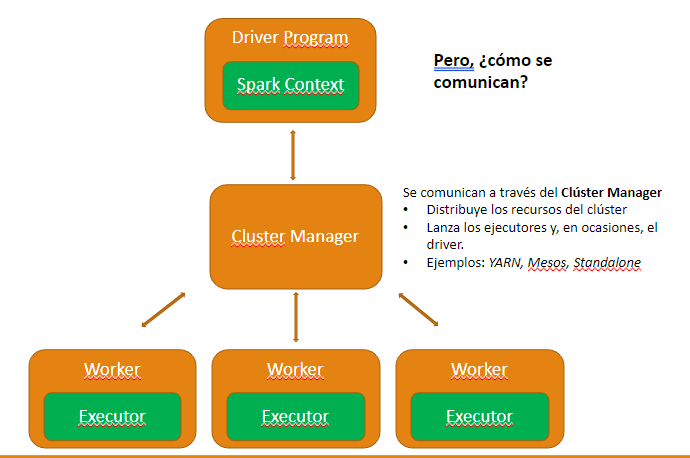 Driver Program
Spark Context
Pero, ¿cómo se
comunican?
Cluster Manager
Se comunican a través del Clúster Manager
• Distribuye los recursos del clúster
• Lanza los ejecutores y, en ocasiones, el
driver.
• Ejemplos: YARN, Mesos, Standalone
Worker
Executor
Worker
Executor
Worker
Executor